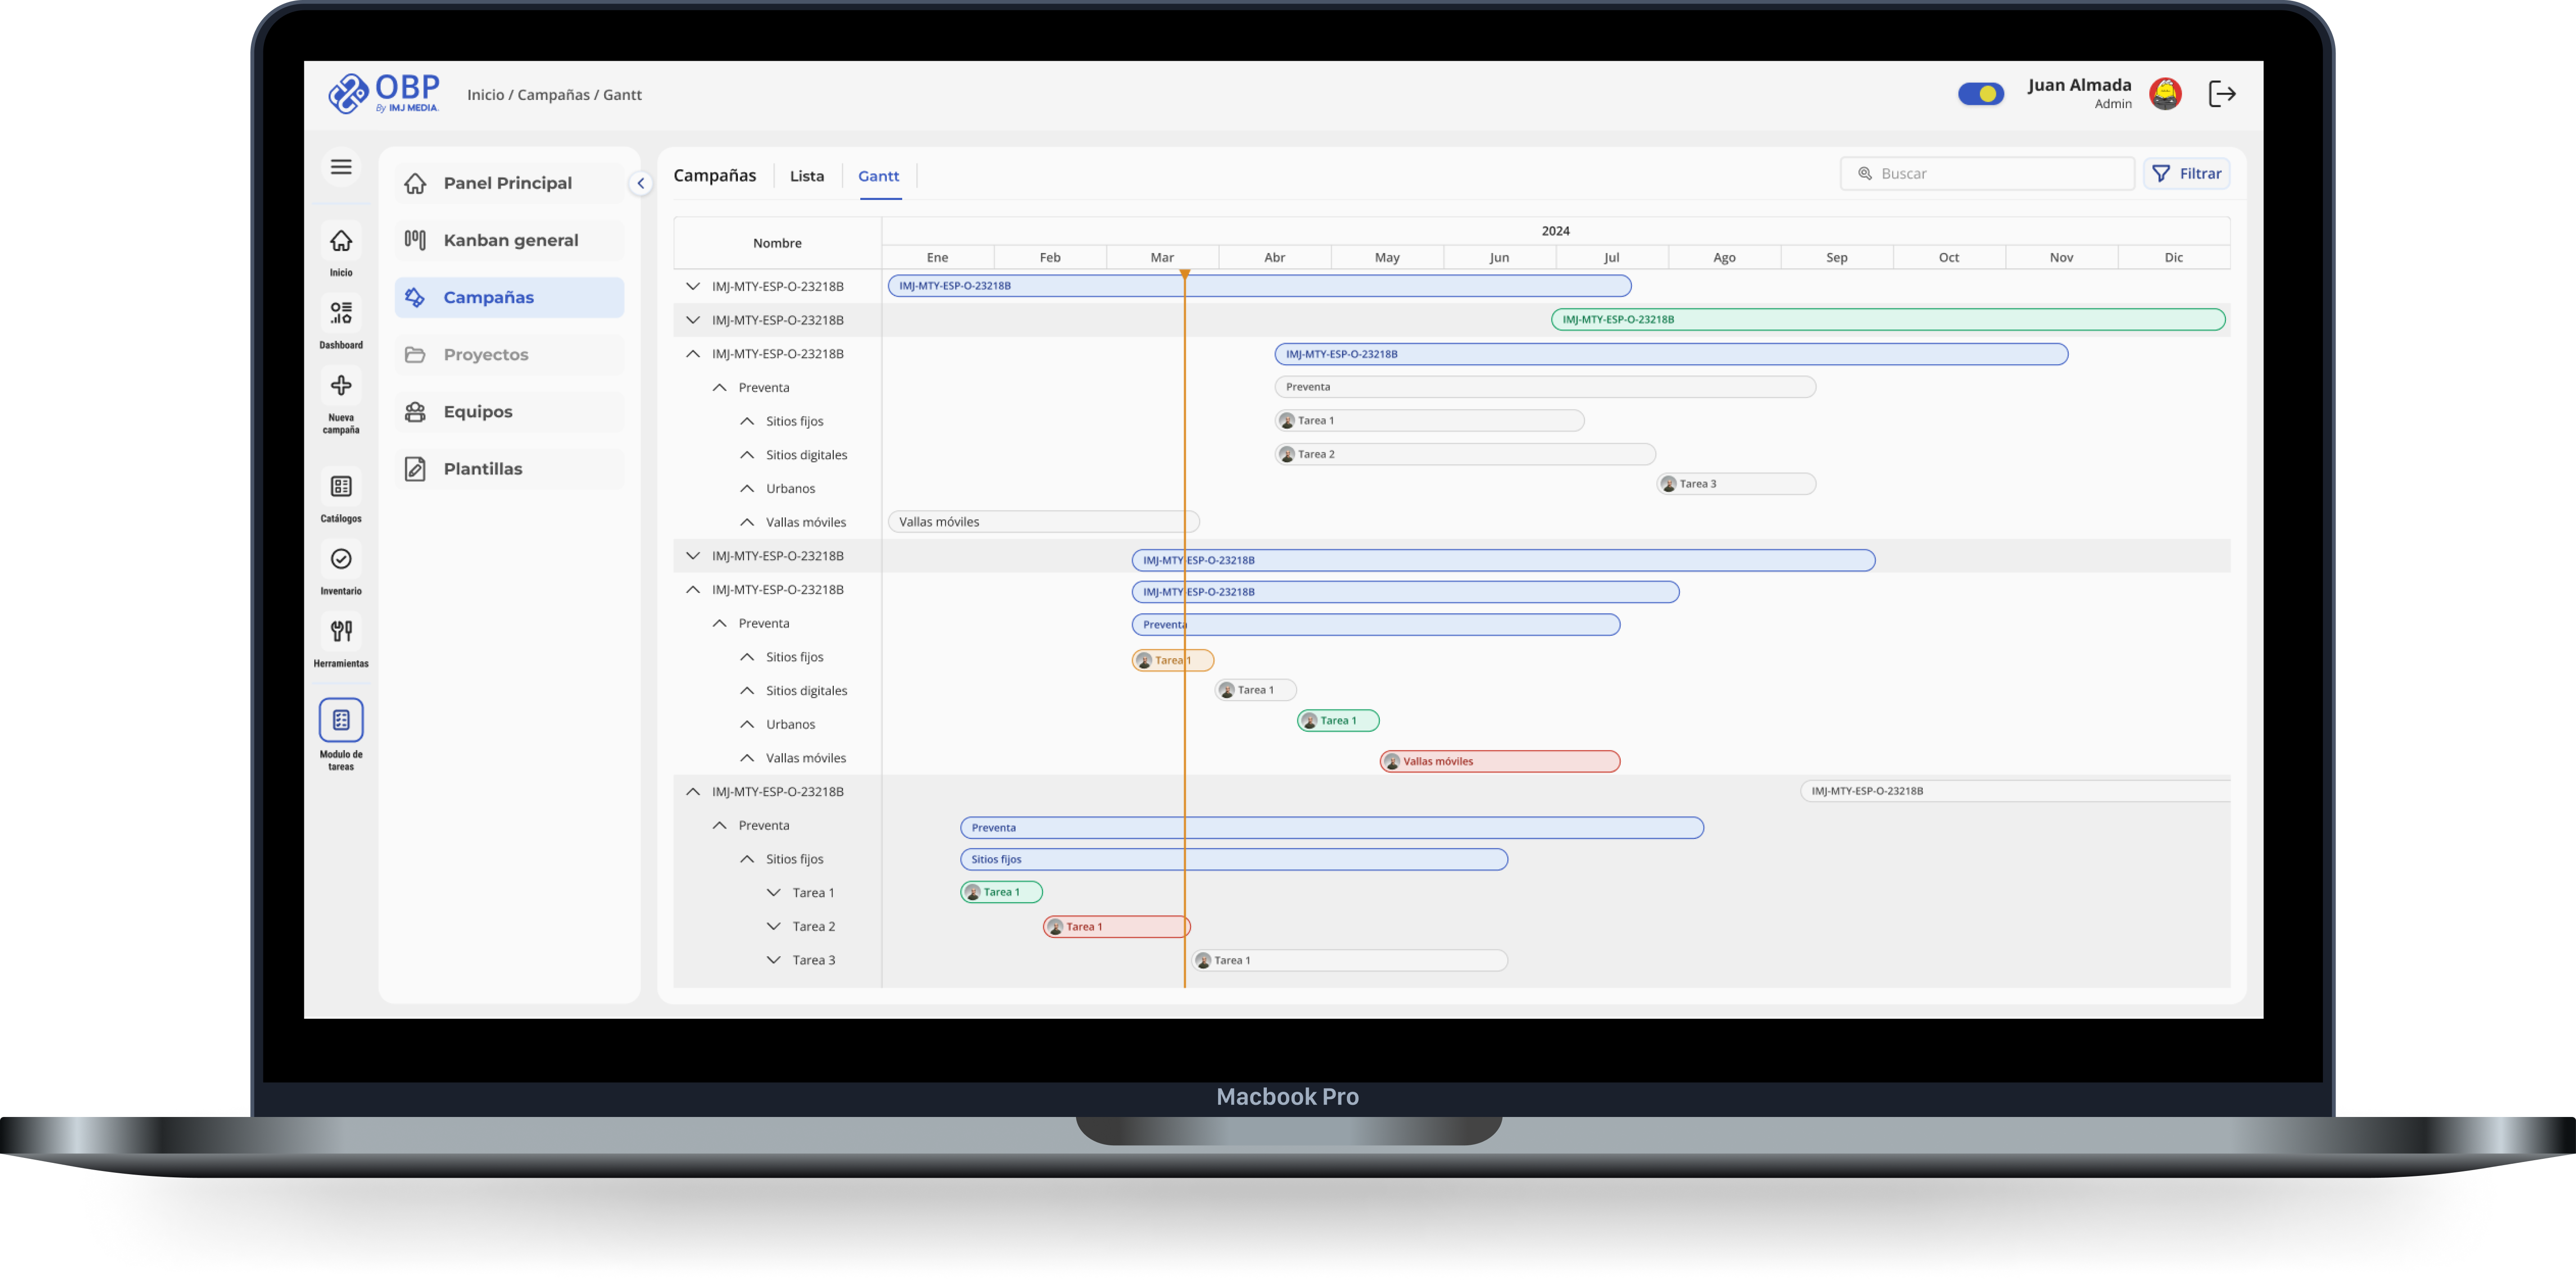 OBP
By IMJ MEDIA.
Inicio / Campañas / Gantt
Juan Almada
Admin
Inicio
Dashboard
Nueva
campaña
Catálogos
Inventario
Herramientas
Modulo de
tareas
Panel Principal
Kanban general
Campañas
Proyectos
Equipos
Plantillas
Campañas
Lista
Gantt
Buscar
Filtrar
Nombre
2024
Ene Feb Mar Abr May Jun Jul Ago Sep Oct Nov Dic
IMJ-MTY-ESP-O-23218B IMJ-MTY-ESP-O-23218B
IMJ-MTY-ESP-O-23218B IMJ-MTY-ESP-O-23218B
IMJ-MTY-ESP-O-23218B IMJ-MTY-ESP-O-23218B
Preventa Preventa
Sitios fijos Tarea 1
Sitios digitales Tarea 2
Urbanos Tarea 3
Vallas móviles Vallas móviles
IMJ-MTY-ESP-O-23218B IMJ-MTY-ESP-O-23218B
IMJ-MTY-ESP-O-23218B IMJ-MTY-ESP-O-23218B
Preventa Preventa
Sitios fijos Tarea 1
Sitios digitales Tarea 1
Urbanos Tarea 1
Vallas móviles Vallas móviles
IMJ-MTY-ESP-O-23218B IMJ-MTY-ESP-O-23218B
Preventa Preventa
Sitios fijos Sitios fijos
Tarea 1 Tarea 1
Tarea 2 Tarea 1
Tarea 3 Tarea 1
Macbook Pro